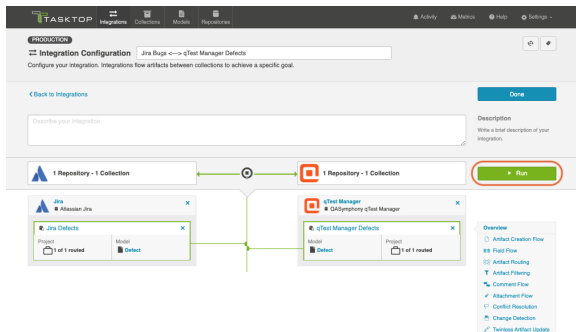 TASKTOP
Integrations
Collections
Models
Repositories
Activity
Metrics
Help
Settings
PRODUCTION
Integration Configuration
Jira Bugs <---> qTest Manager Defects
Configure your integration. Integrations flow artifacts between collections to achieve a specific goal.
Back to Integrations
Done
Describe your integration
Description
Write a brief description of your
integration.
1 Repository - 1 Collection
1 Repository - 1 Collection
Run
Jira
Atlassian Jira
qTest Manager
QASymphony qTest Manager
Jira Defects
Project
1 of 1 routed
Model
Defect
qTest Manager Defects
Model
Defect
Project
1 of 1 routed
Overview
Artifact Creation Flow
Field Flow
Artifact Routing
Artifact Filtering
Comment Flow
Attachment Flow
Conflict Resolution
Change Detection
Twinless Artifact Update